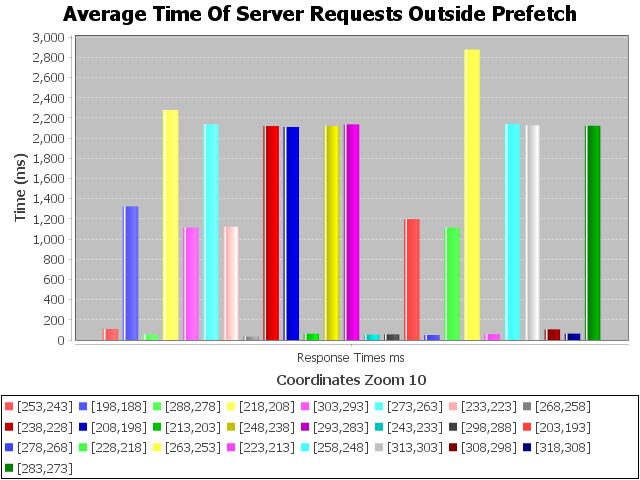 Average Time Of Server Requests Outside Prefetch
3,000
2,800
2,600
2,400
2,200
2,000
1,800
1,600
1,400
1,200
1,000
800
600
400
200
0
Time (ms)
Response Times ms
Coordinates Zoom 10
[253,243] [198,188] [288,278] [218,208] [303,293] [273,263] [233,223] [268,258]
[238,228] [208,198] [213,203] [248,238] [293,283] [243,233] [298,288] [203,193]
[278,268] [228,218] [263,253] [223,213] [258,248] [313,303] [308,298] [318,308]
[283,273]